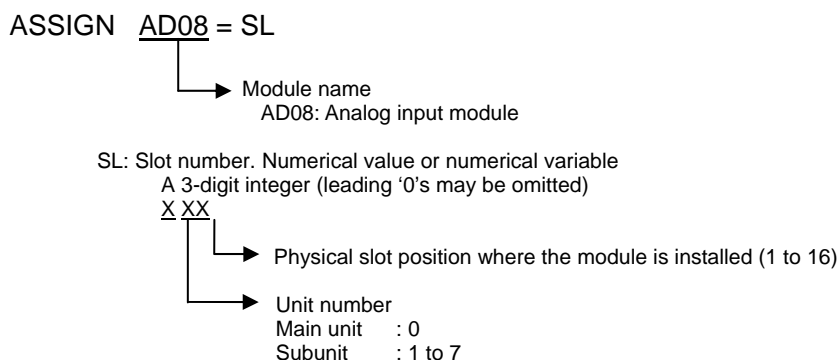 ASSIGN AD08 = SL
Module name
AD08: Analog input module
SL: Slot number. Numerical value or numerical variable
A 3-digit integer (leading ‘0’s may be omitted)
X XX
Physical slot position where the module is installed (1 to 16)
Unit number
Main unit : 0
Subunit : 1 to 7